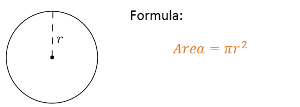 Formula:
r
Area = πr²